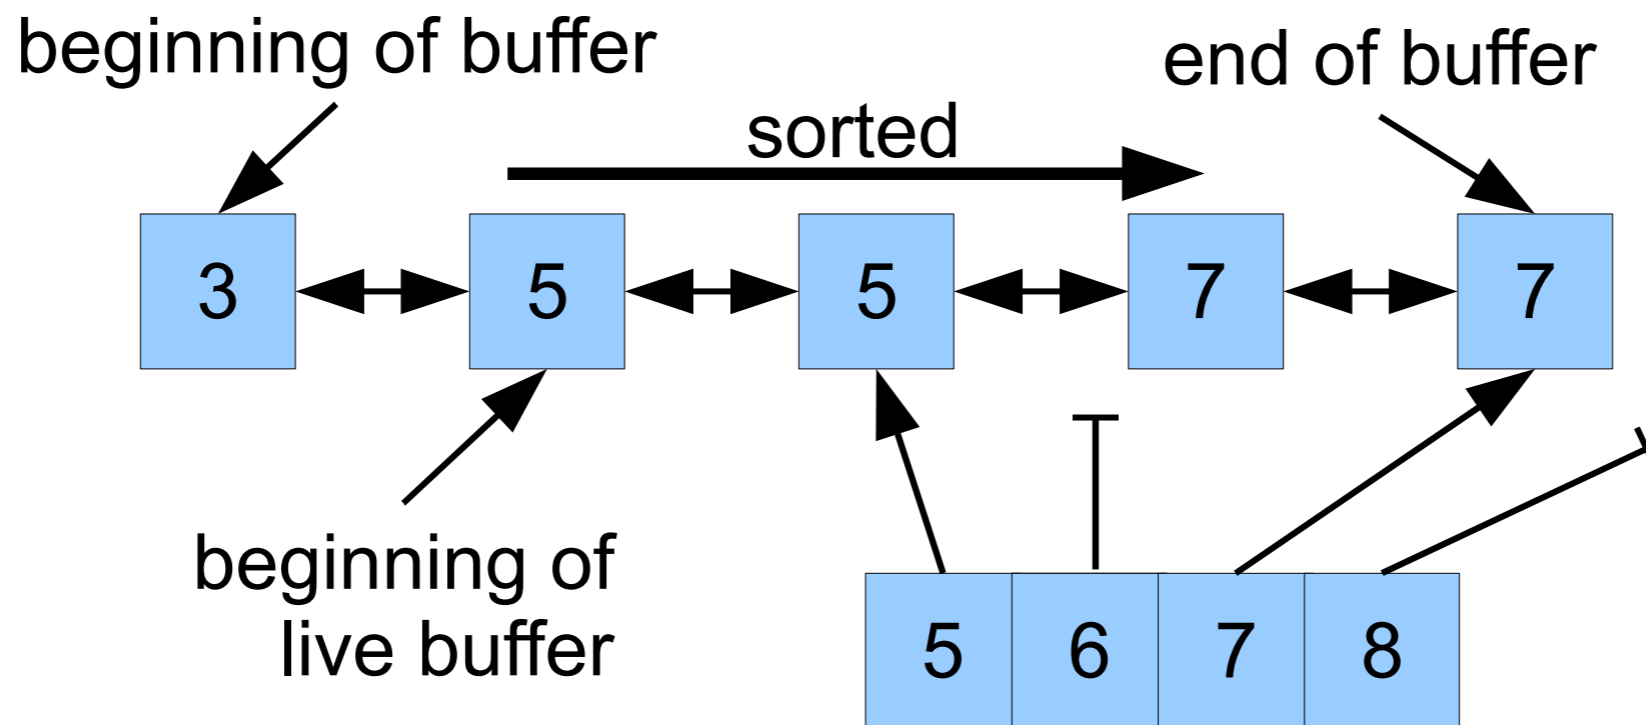 beginning of buffer
end of buffer
sorted
3 5 5 7 7
beginning of
live buffer
5 6 7 8